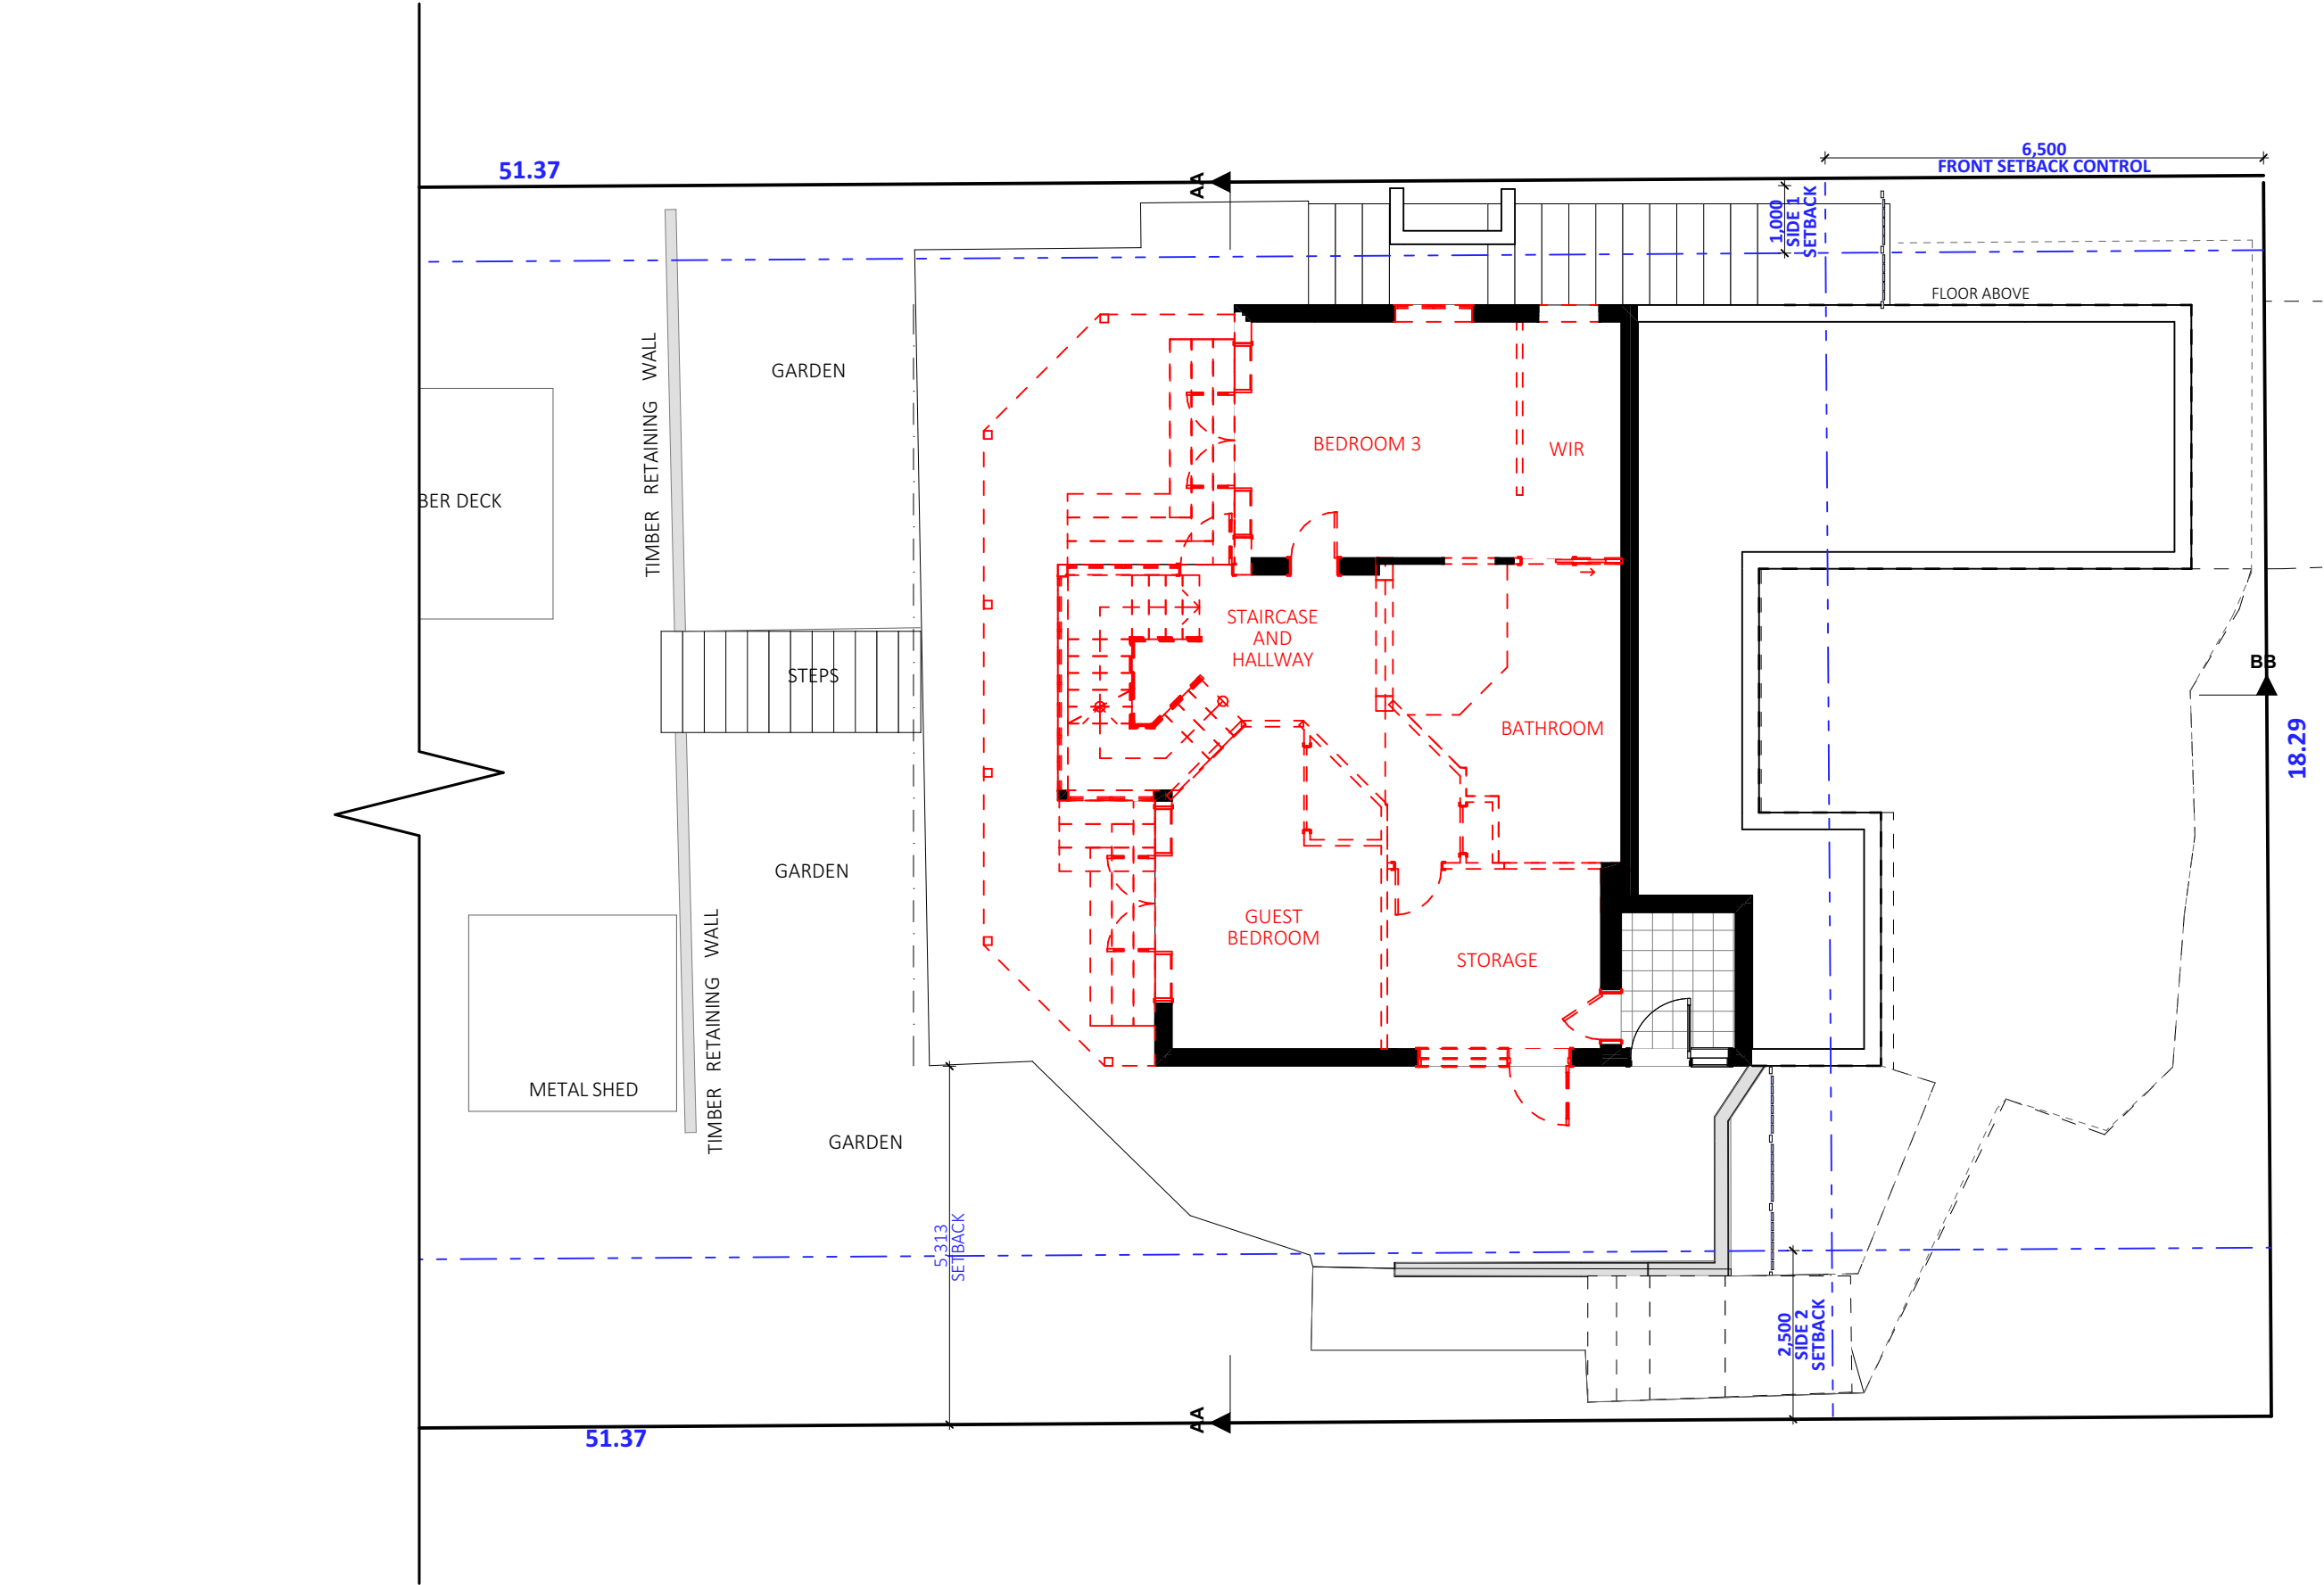 6,500
FRONT SETBACK CONTROL
51.37
AA
1,000
SIDE 1
SETBACK
FLOOR ABOVE
TIMBER RETAINING WALL
GARDEN
BEDROOM 3
WIR
BER DECK
STAIRCASE
AND
HALLWAY
BB
STEPS
BATHROOM
18.29
GARDEN
GUEST
BEDROOM
STORAGE
TIMBER RETAINING WALL
METAL SHED
GARDEN
5,313
SETBACK
2,500
SIDE 2
SETBACK
AA
51.37